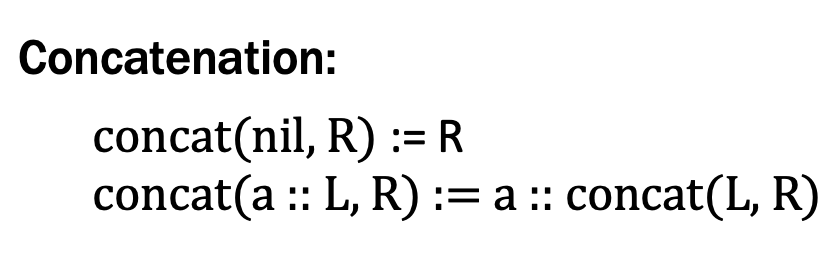 Concatenation:
concat(nil, R) := R
concat(a :: L, R) := a :: concat(L, R)